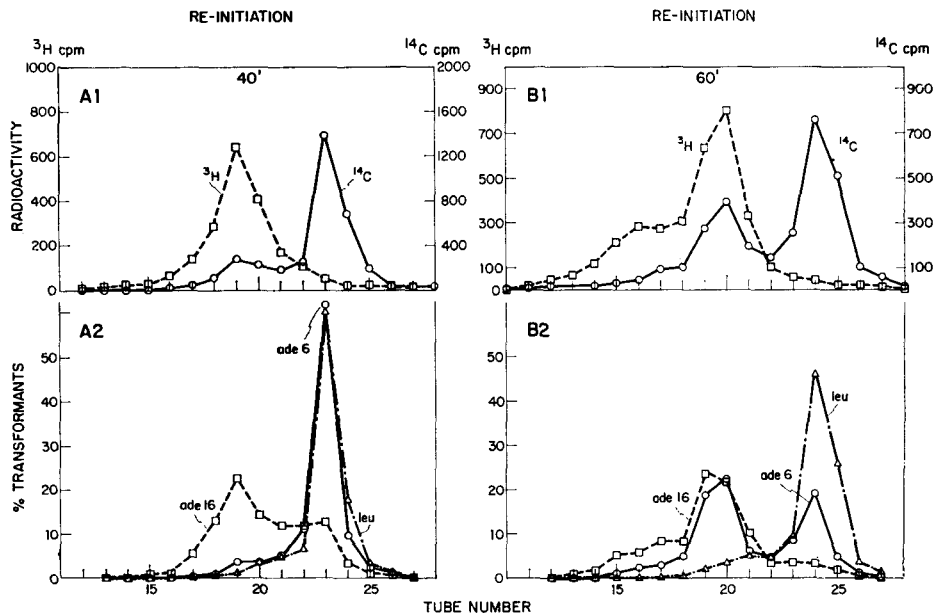 RE-INITIATION RE-INITIATION
³H cpm ¹⁴C cpm ³H cpm ¹⁴C cpm
1000 2000 900
40' 60'
A1 B1
800 1600 900
³H ¹⁴C ³H ¹⁴C
RADIOACTIVITY
600 1200 700 700
400 800 500 500
200 400 300 300
100 100
0 0
A2 B2
ade 6 leu
50 50
40 40
30 30
20 20
10 10
5 5
0 0
ade 16 leu ade 16 ade 6
% TRANSFORMANTS
15 20 25 15 20 25
TUBE NUMBER